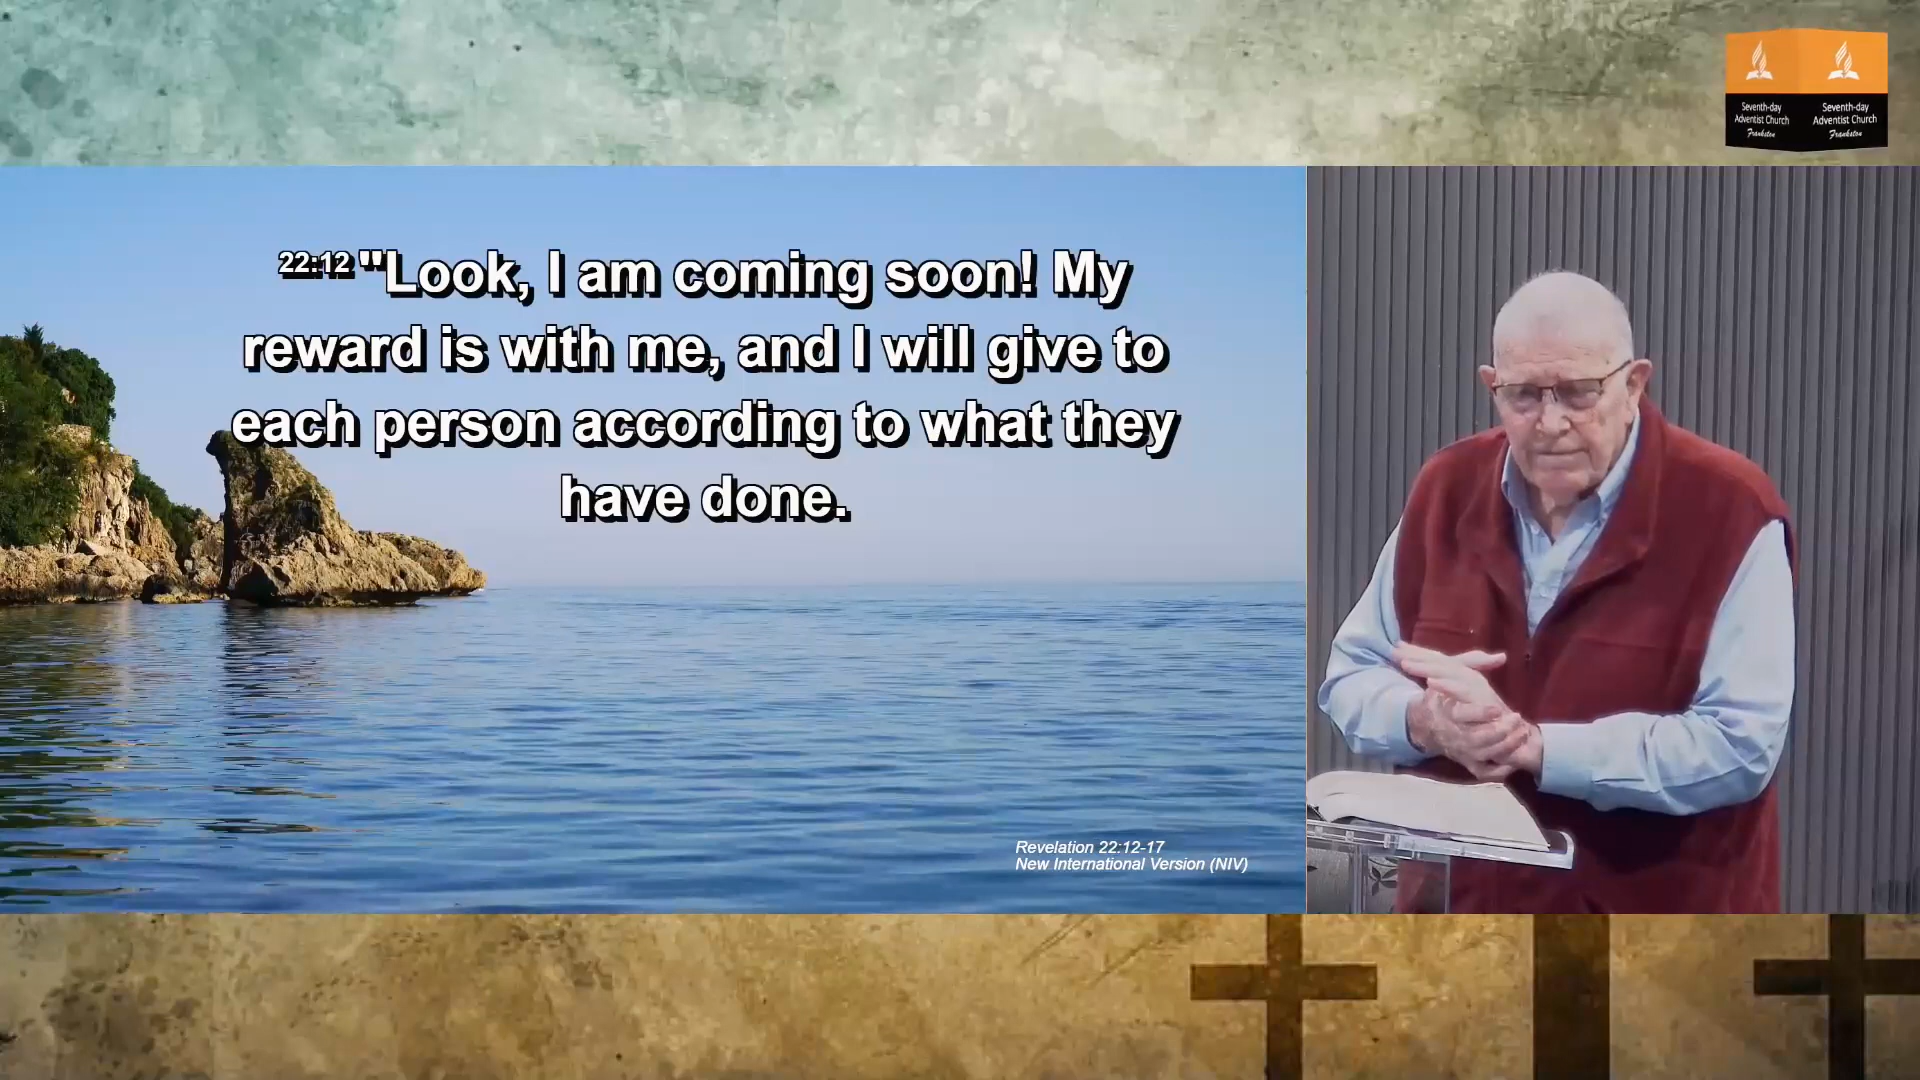 Seventh-day
Adventist Church
Frankston
Seventh-day
Adventist Church
Frankston
22:12 "Look, I am coming soon! My
reward is with me, and I will give to
each person according to what they
have done.
Revelation 22:12-17
New International Version (NIV)